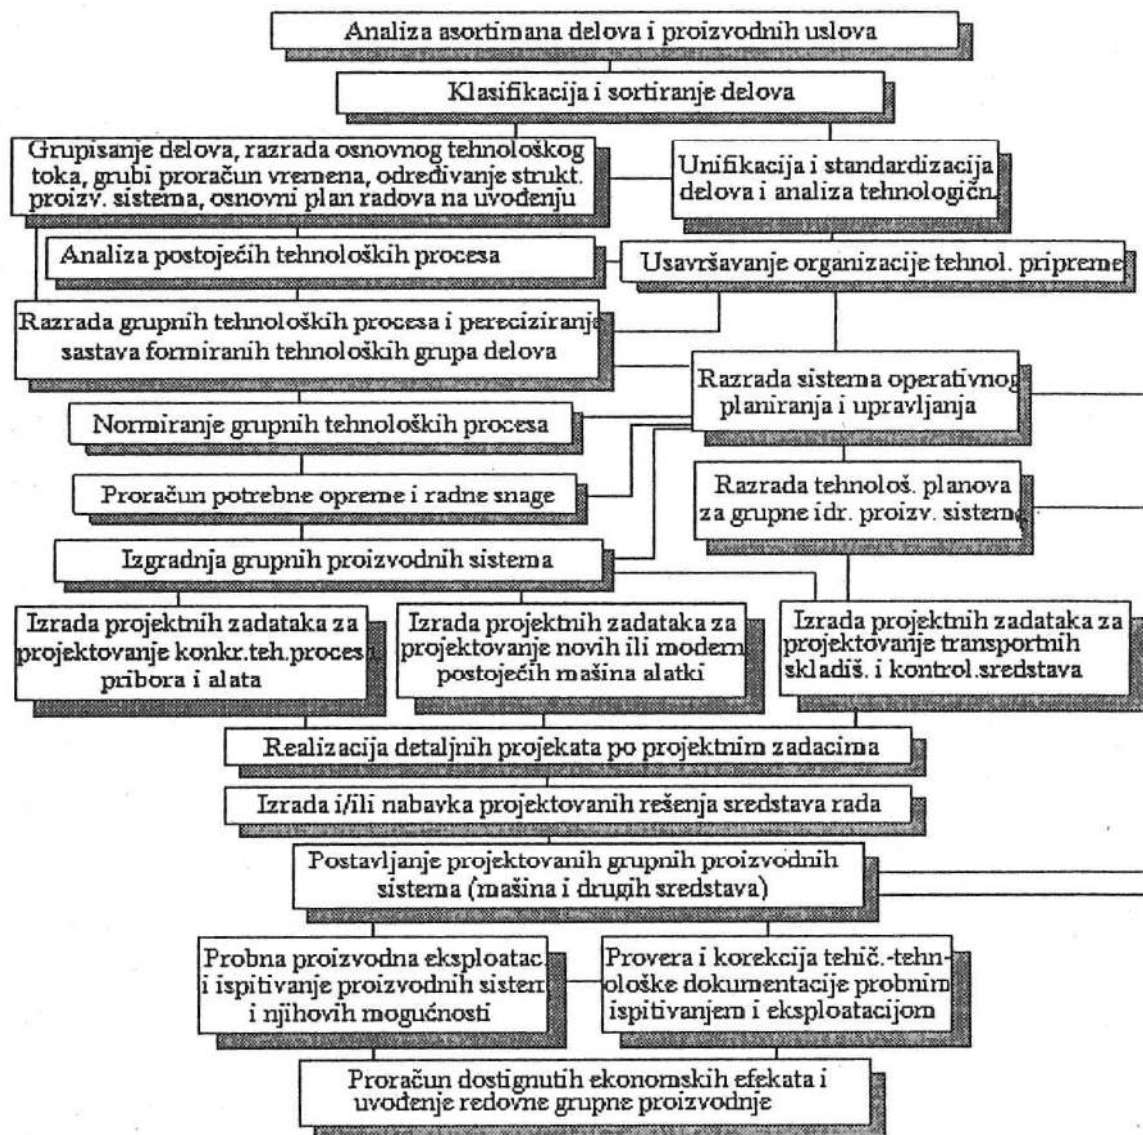 Analiza asortimana delova i proizvodnih uslova
Klasifikacija i sortiranje delova
Grupisanje delova, razrada osnovnog tehnološkog
toka, grubi proračun vremena, određivanje strukt.
proizv. sistema, osnovni plan radova na uvođenju
Unifikacija i standardizacija
delova i analiza tehnologičn.
Analiza postojećih tehnoloških procesa
Usavršavanje organizacije tehnol. pripreme
Razrada grupnih tehnoloških procesa i pereciziranja
sastava formiranih tehnoloških grupa delova
Razrada sistema operativnog
planiranja i upravljanja
Normiranje grupnih tehnoloških procesa
Proračun potrebne opreme i radne snage
Razrada tehnološ. planova
za grupne idr. proizv. sistema
Izgradnja grupnih proizvodnih sistema
Izrada projektnih zadataka za
projektovanje konkr.teh.procesa
pribora i alata
Izrada projektnih zadataka za
projektovanje novih ili modern
postojećih mašina alatki
Izrada projektnih zadataka za
projektovanje transportnih
skladiš. i kontrol.sredstava
Realizacija detaljnih projekata po projektnim zadacima
Izrada i/ili nabavka projektovanih rešenja sredstava rada
Postavljanje projektovanih grupnih proizvodnih
sistema (mašina i drugih sredstava)
Probna proizvodna eksploatac.
i ispitivanje proizvodnih sistem
i njihovih mogućnosti
Provera i korekcija tehič.-tehn-
ološke dokumentacije probnim
ispitivanjem i eksploatacijom
Proračun dostignutih ekonomskih efekata i
uvođenje redovne grupne proizvodnje